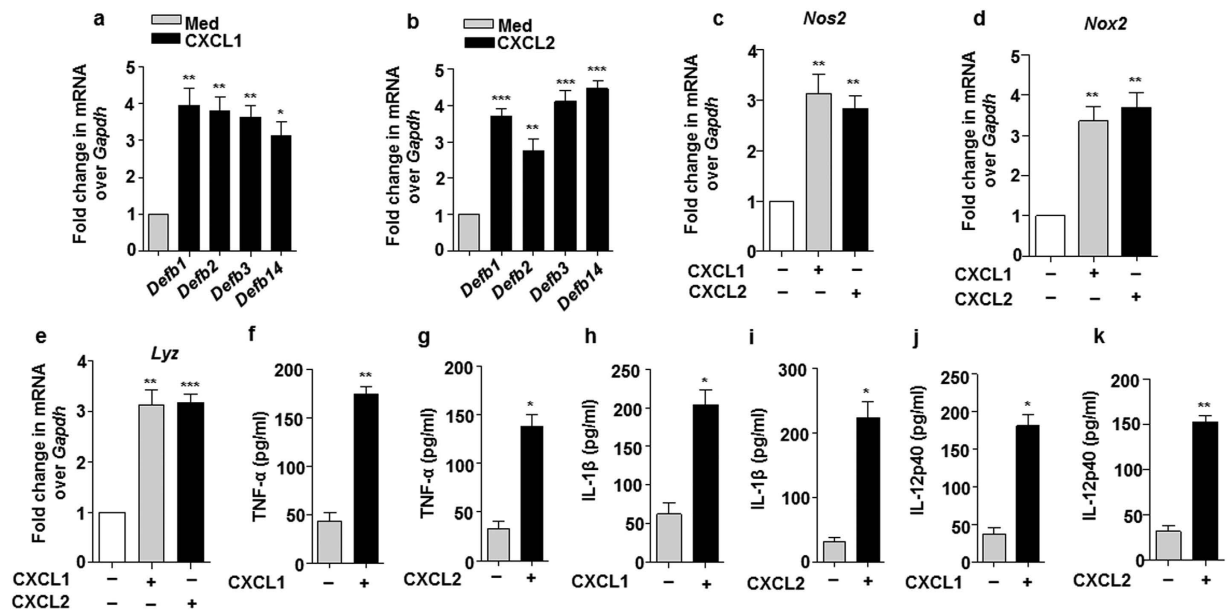 a
Med
CXCL1
Fold change in mRNA
over Gapdh
5
4
3
2
1
0
**
**
**
*
Defb1
Defb2
Defb3
Defb14
b
Med
CXCL2
Fold change in mRNA
over Gapdh
5
4
3
2
1
0
***
**
***
***
Defb1
Defb2
Defb3
Defb14
c
Nos2
Fold change in mRNA
over Gapdh
4
3
2
1
0
**
**
CXCL1 – + –
CXCL2 – – +
d
Nox2
Fold change in mRNA
over Gapdh
5
4
3
2
1
0
**
**
CXCL1 – + –
CXCL2 – – +
e
Lyz
Fold change in mRNA
over Gapdh
4
3
2
1
0
**
***
CXCL1 – + –
CXCL2 – – +
f
TNF-α (pg/ml)
200
150
100
50
0
**
CXCL1 – +
g
TNF-α (pg/ml)
200
150
100
50
0
*
CXCL2 – +
h
IL-1β (pg/ml)
250
200
150
100
50
0
*
CXCL1 – +
i
IL-1β (pg/ml)
300
200
100
0
*
CXCL2 – +
j
IL-12p40 (pg/ml)
250
200
150
100
50
0
*
CXCL1 – +
k
IL-12p40 (pg/ml)
200
150
100
50
0
**
CXCL2 – +